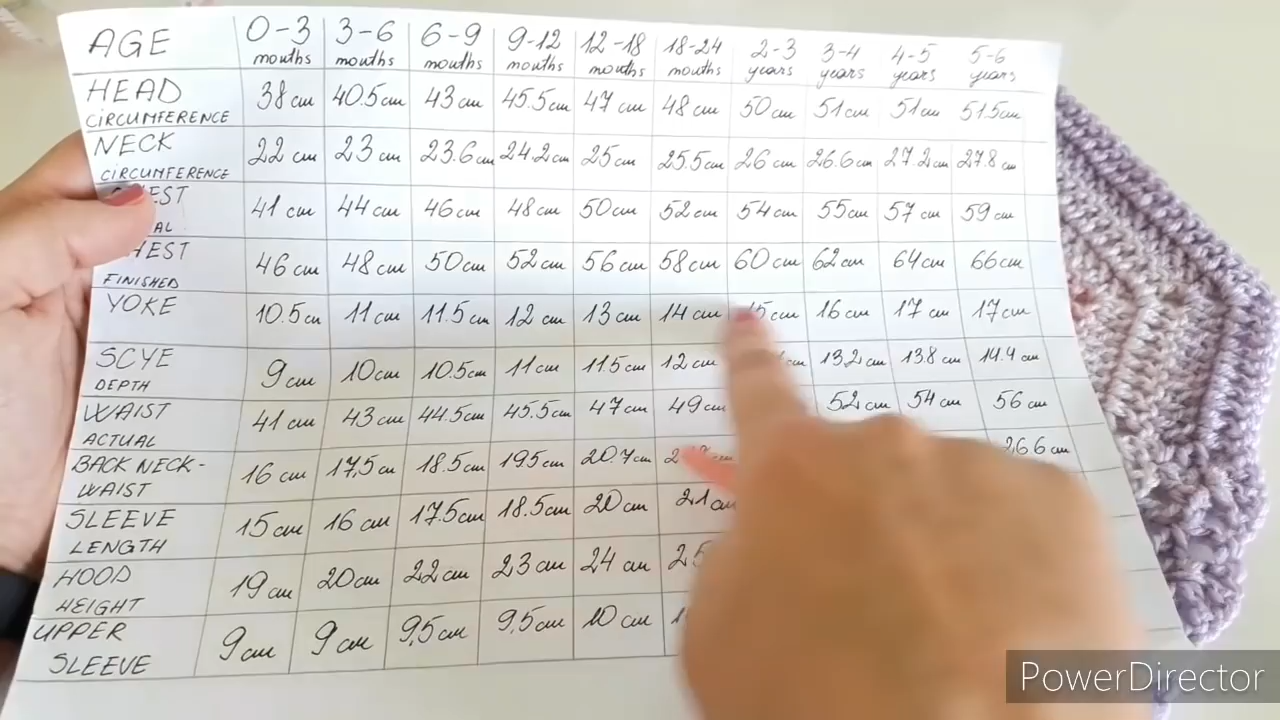 AGE 0-3 months 3-6 months 6-9 months 9-12 months 12-18 months 18-24 months 2-3 years 3-4 years 4-5 years 5-6 years
HEAD CIRCUMFERENCE 38 cm 40.5 cm 43 cm 45.5 cm 47 cm 48 cm 50 cm 51 cm 51 cm 51.5 cm
NECK CIRCUMFERENCE 22 cm 23 cm 23.6 cm 24.2 cm 25 cm 25.5 cm 26 cm 26.6 cm 27.2 cm 27.8 cm
41 cm 44 cm 46 cm 48 cm 50 cm 52 cm 54 cm 55 cm 57 cm 59 cm
FINISHED 46 cm 48 cm 50 cm 52 cm 56 cm 58 cm 60 cm 62 cm 64 cm 66 cm
YOKE 10.5 cm 11 cm 11.5 cm 12 cm 13 cm 14 cm 15 cm 16 cm 17 cm 17 cm
SCYE DEPTH 9 cm 10 cm 10.5 cm 11 cm 11.5 cm 12 cm 13.2 cm 13.8 cm 14.4 cm
WAIST ACTUAL 41 cm 43 cm 44.5 cm 45.5 cm 47 cm 49 cm 52 cm 54 cm 56 cm
BACK NECK-WAIST 16 cm 17,5 cm 18.5 cm 19.5 cm 20.7 cm 26.6 cm
SLEEVE LENGTH 15 cm 16 cm 17.5 cm 18.5 cm 20 cm 21 cm
HOOD HEIGHT 19 cm 20 cm 22 cm 23 cm 24 cm 25
UPPER SLEEVE 9 cm 9 cm 9,5 cm 9,5 cm 10 cm
PowerDirector